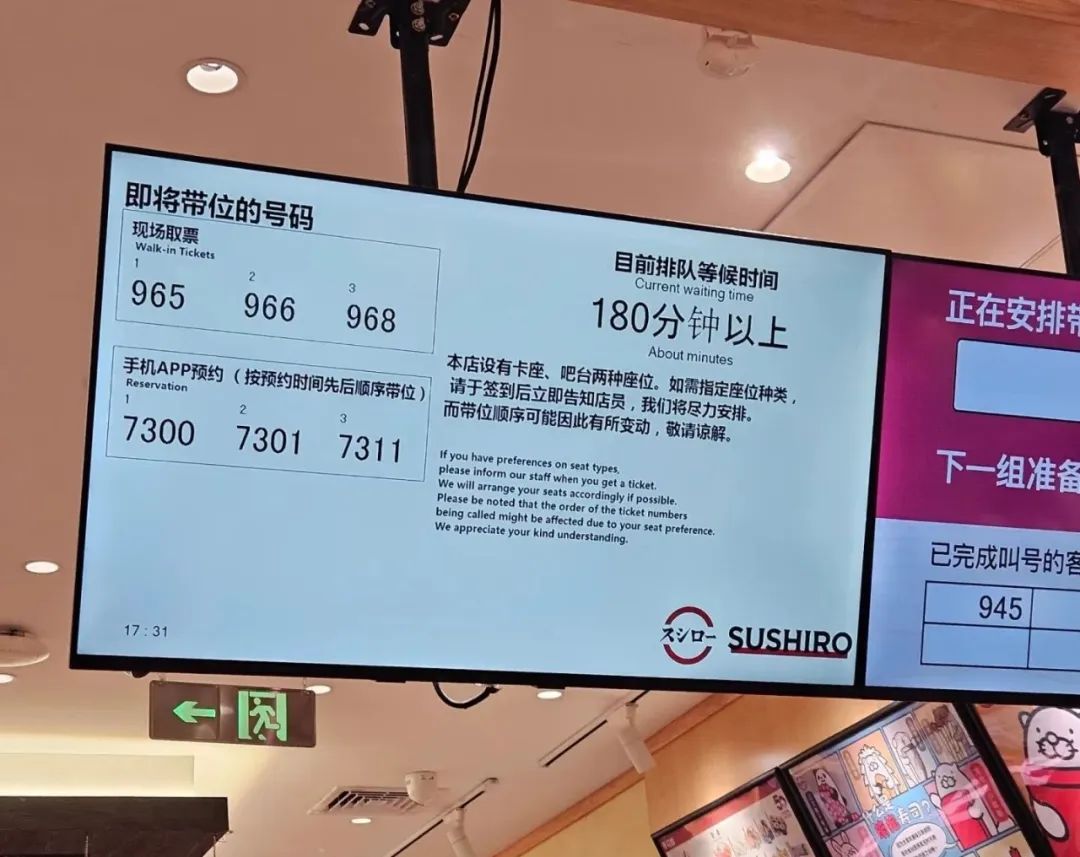 即将带位的号码
现场取票
Walk-in Tickets
1 2 3
965 966 968
手机APP预约（按预约时间先后顺序带位）
Reservation
1 2 3
7300 7301 7311
目前排队等候时间
Current waiting time
180分钟以上
About minutes
本店设有卡座、吧台两种座位。如需指定座位种类，
请于签到后立即告知店员，我们将尽力安排。
而带位顺序可能因此有所变动，敬请谅解。
If you have preferences on seat types,
please inform our staff when you get a ticket.
We will arrange your seats accordingly if possible.
Please be noted that the order of the ticket numbers
being called might be affected due to your seat preference.
We appreciate your kind understanding.
17:31
スシロー SUSHIRO
正在安排带
下一组准备
已完成叫号的客
945